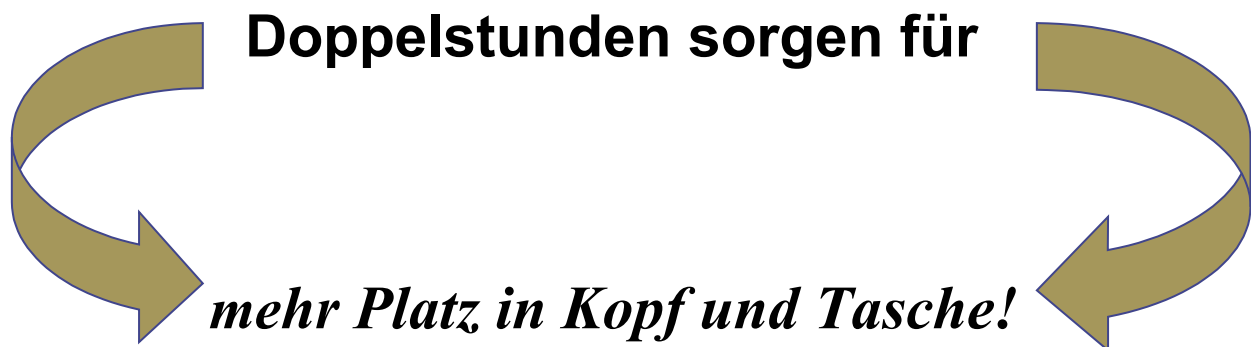 Doppelstunden sorgen für
mehr Platz in Kopf und Tasche!